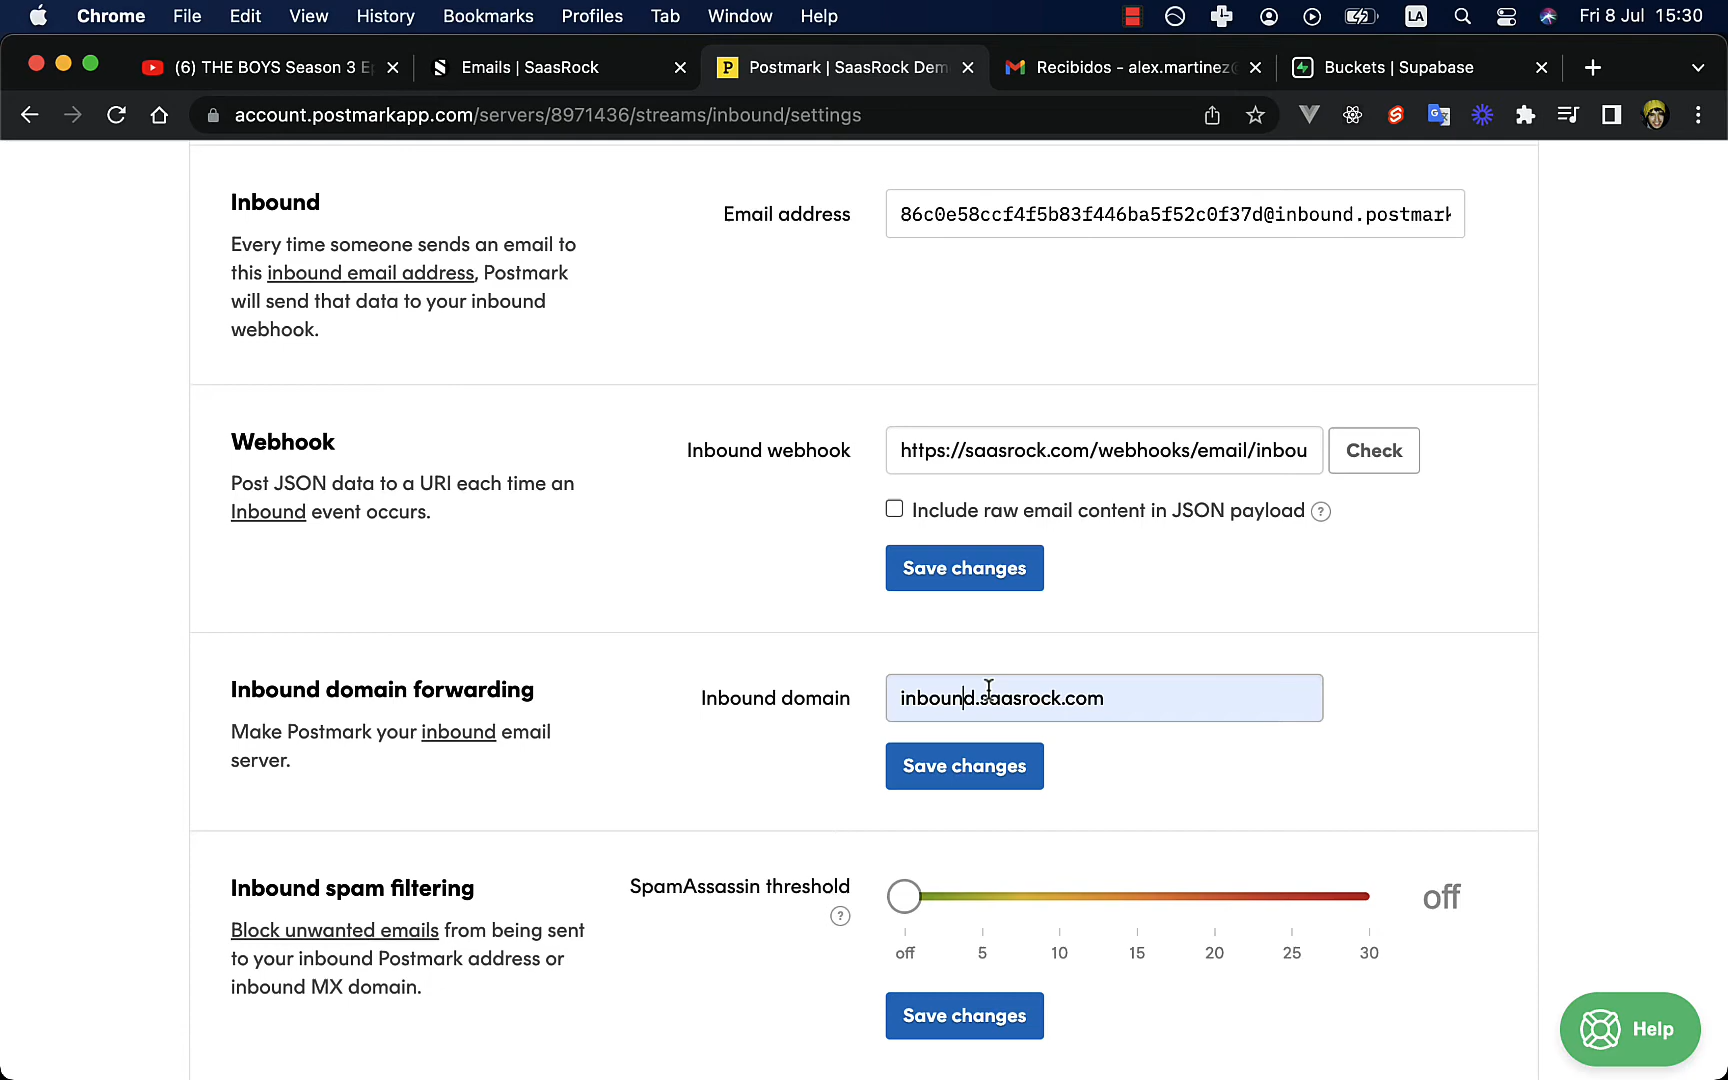 Chrome File Edit View History Bookmarks Profiles Tab Window Help LA Fri 8 Jul 15:30
(6) THE BOYS Season 3 Emails | SaasRock Postmark | SaasRock Dem Recibidos - alex.martinez Buckets | Supabase
account.postmarkapp.com/servers/8971436/streams/inbound/settings
Inbound
Every time someone sends an email to
this inbound email address, Postmark
will send that data to your inbound
webhook.
Email address
86c0e58ccf4f5b83f446ba5f52c0f37d@inbound.postmark
Webhook
Post JSON data to a URI each time an
Inbound event occurs.
Inbound webhook
https://saasrock.com/webhooks/email/inbou
Check
Include raw email content in JSON payload ?
Save changes
Inbound domain forwarding
Make Postmark your inbound email
server.
Inbound domain
inbound.saasrock.com
Save changes
Inbound spam filtering
Block unwanted emails from being sent
to your inbound Postmark address or
inbound MX domain.
SpamAssassin threshold
?
off
off 5 10 15 20 25 30
Save changes
Help